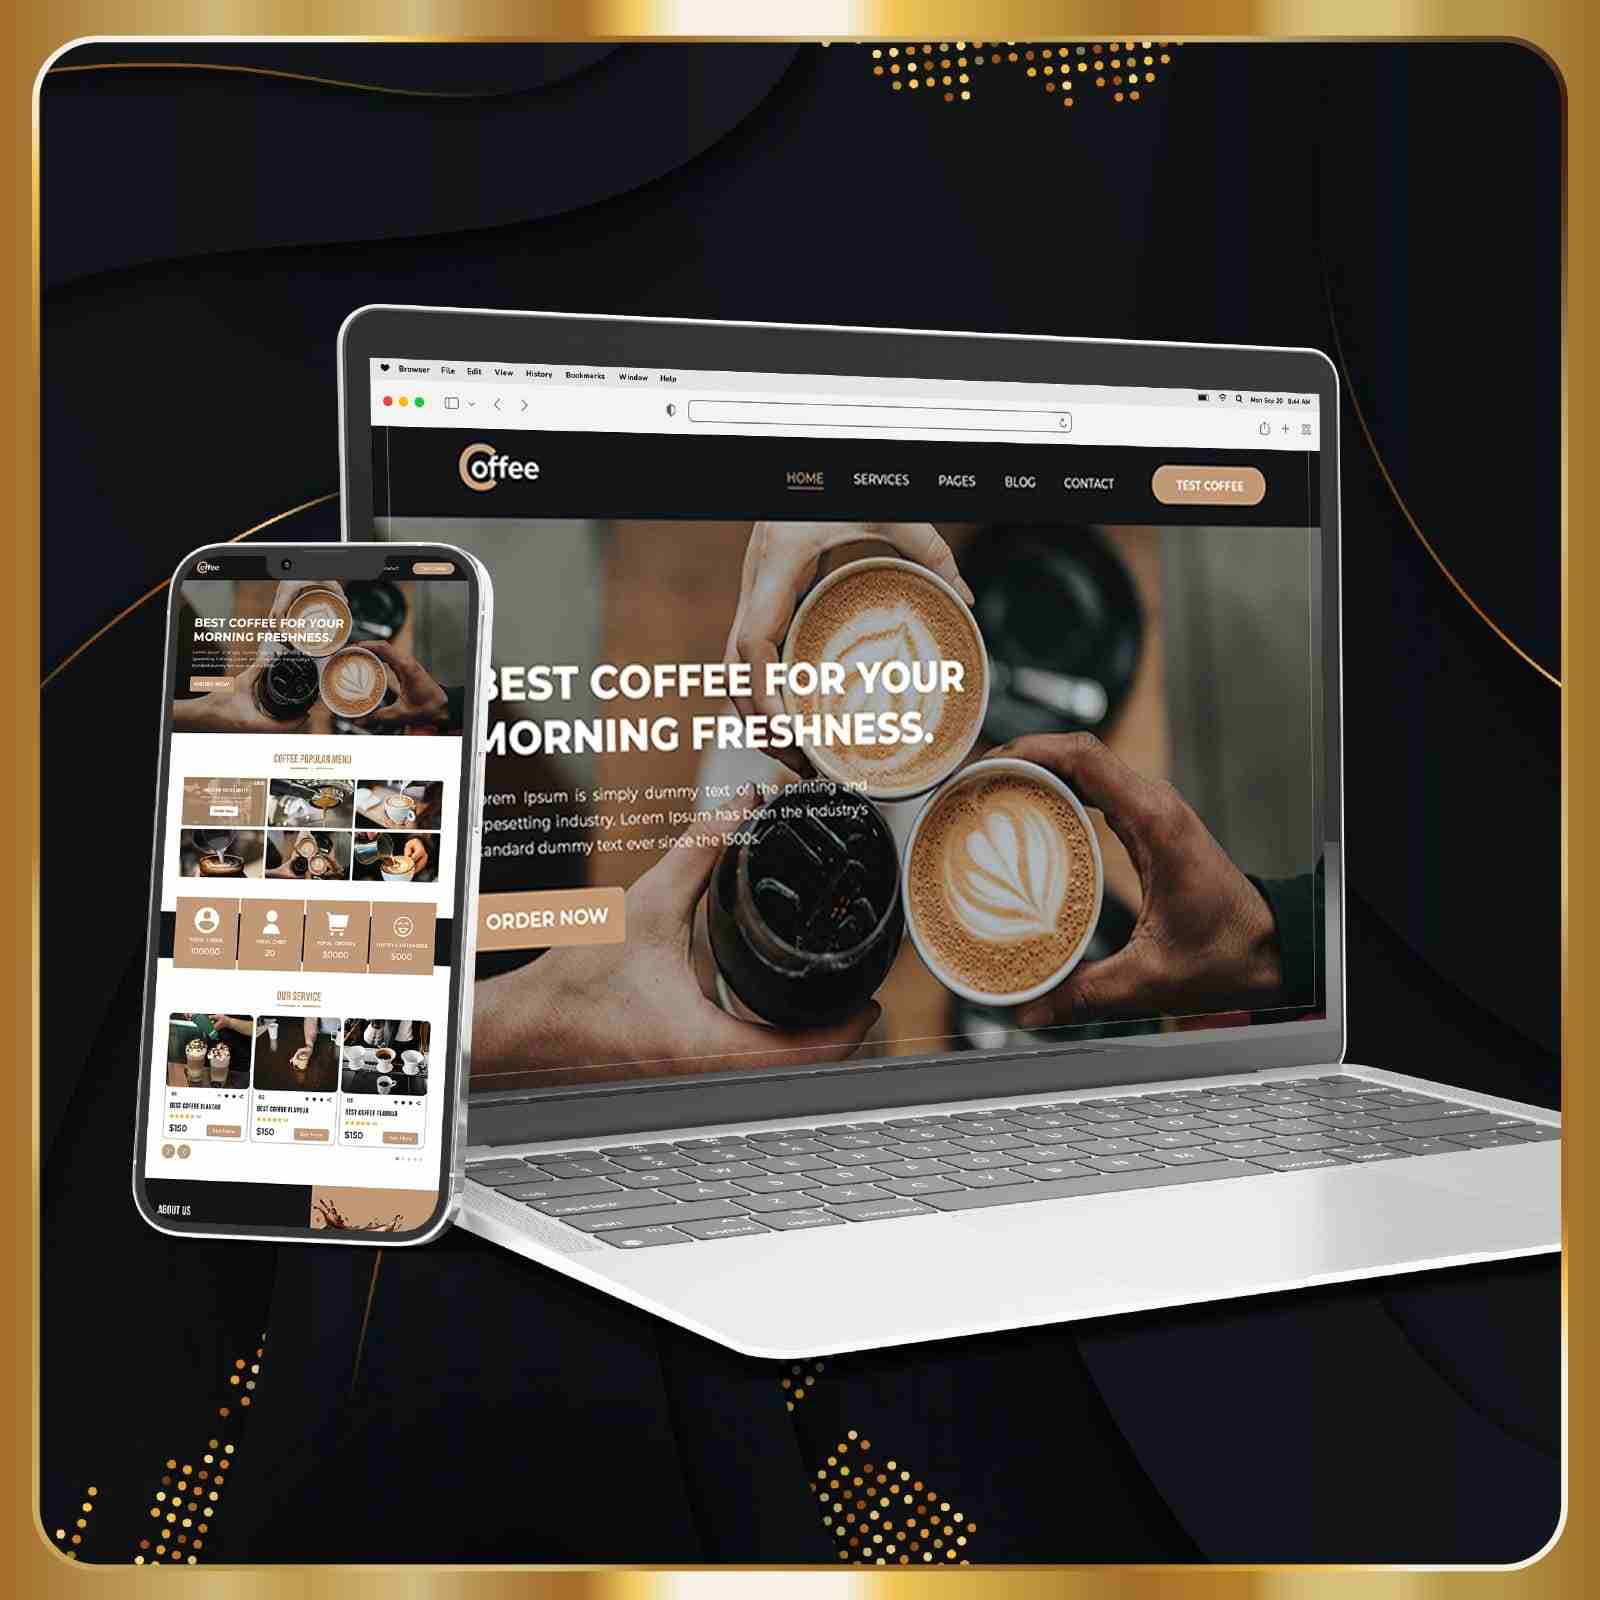 Browser File Edit View History Bookmarks Window Help
Mon Sep 20 8:44 AM
Coffee
HOME SERVICES PAGES BLOG CONTACT TEST COFFEE
BEST COFFEE FOR YOUR
MORNING FRESHNESS.
orem Ipsum is simply dummy text of the printing and
pesetting industry. Lorem Ipsum has been the industry's
andard dummy text ever since the 1500s.
ORDER NOW
Coffee
BEST COFFEE FOR YOUR
MORNING FRESHNESS.
ORDER NOW
COFFEE POPULAR MENU
100000 20 50000 5000
OUR SERVICE
BEST COFFEE FLAVOUR BEST COFFEE FLAVOUR BEST COFFEE FLAVOUR
$150 $150 $150
ABOUT US